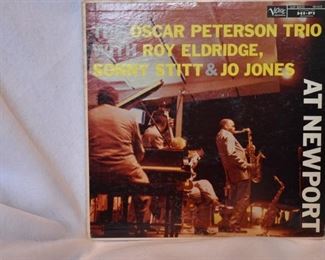 THE OSCAR PETERSON TRIO
WITH ROY ELDRIDGE,
SONNY STITT & JO JONES
AT NEWPORT
Verve
HI-FI